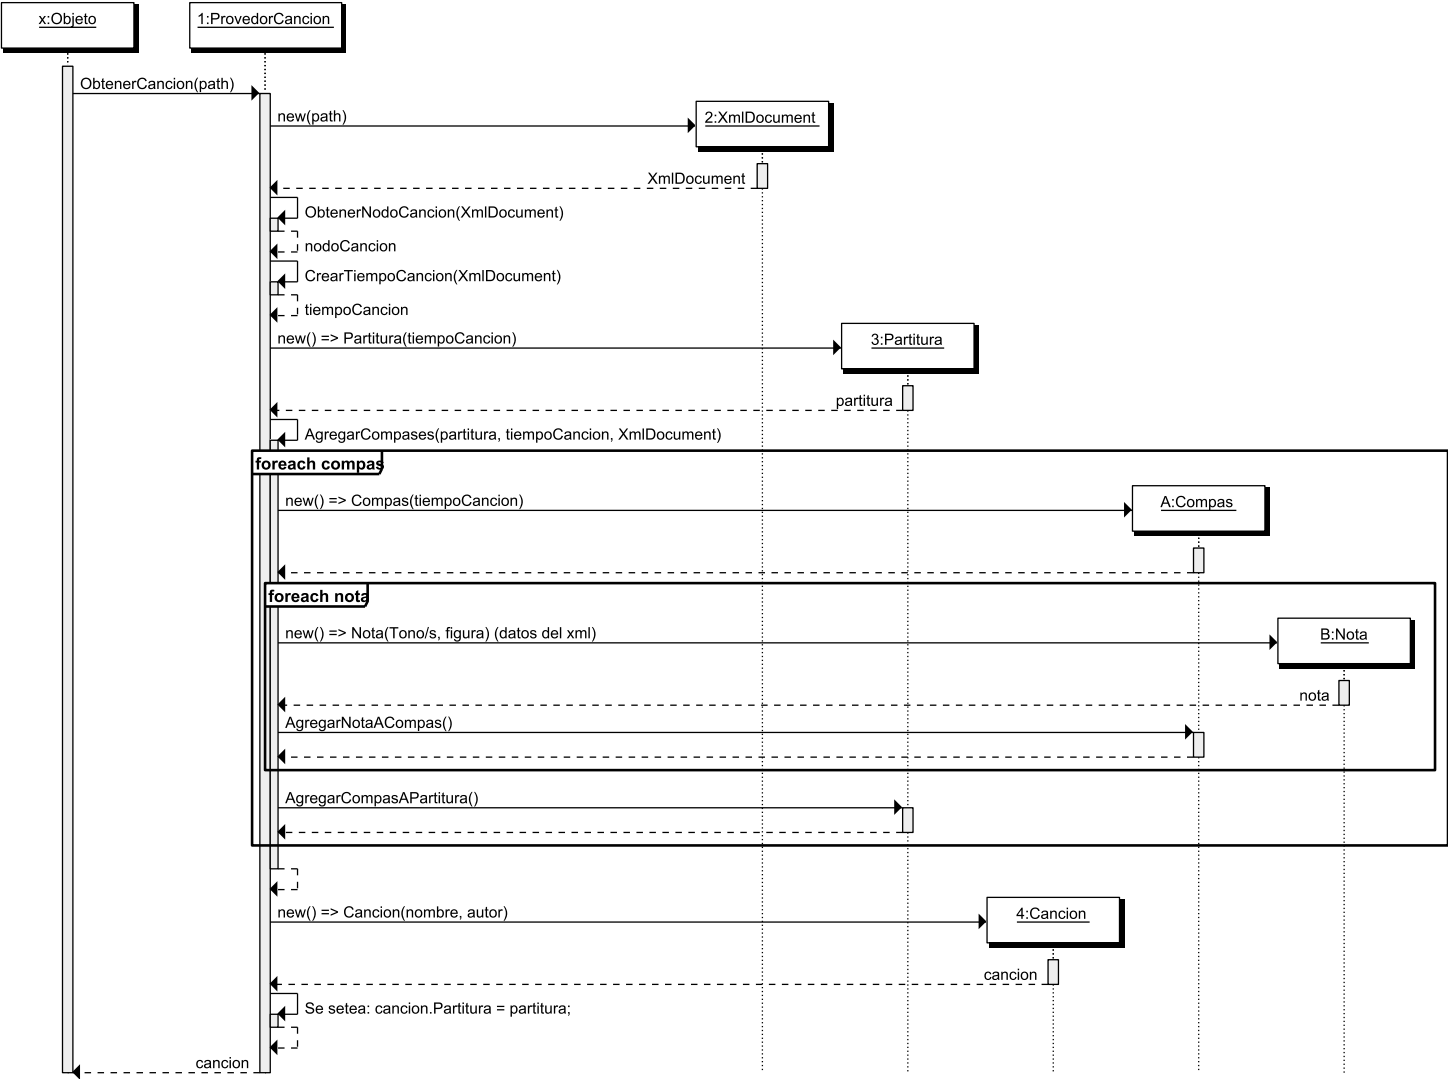 x:Objeto
1:ProvedorCancion
ObtenerCancion(path)
new(path)
2:XmlDocument
XmlDocument
ObtenerNodoCancion(XmlDocument)
nodoCancion
CrearTiempoCancion(XmlDocument)
tiempoCancion
new() => Partitura(tiempoCancion)
3:Partitura
partitura
AgregarCompases(partitura, tiempoCancion, XmlDocument)
foreach compas
new() => Compas(tiempoCancion)
A:Compas
foreach nota
new() => Nota(Tono/s, figura) (datos del xml)
B:Nota
nota
AgregarNotaACompas()
AgregarCompasAPartitura()
new() => Cancion(nombre, autor)
4:Cancion
cancion
Se setea: cancion.Partitura = partitura;
cancion